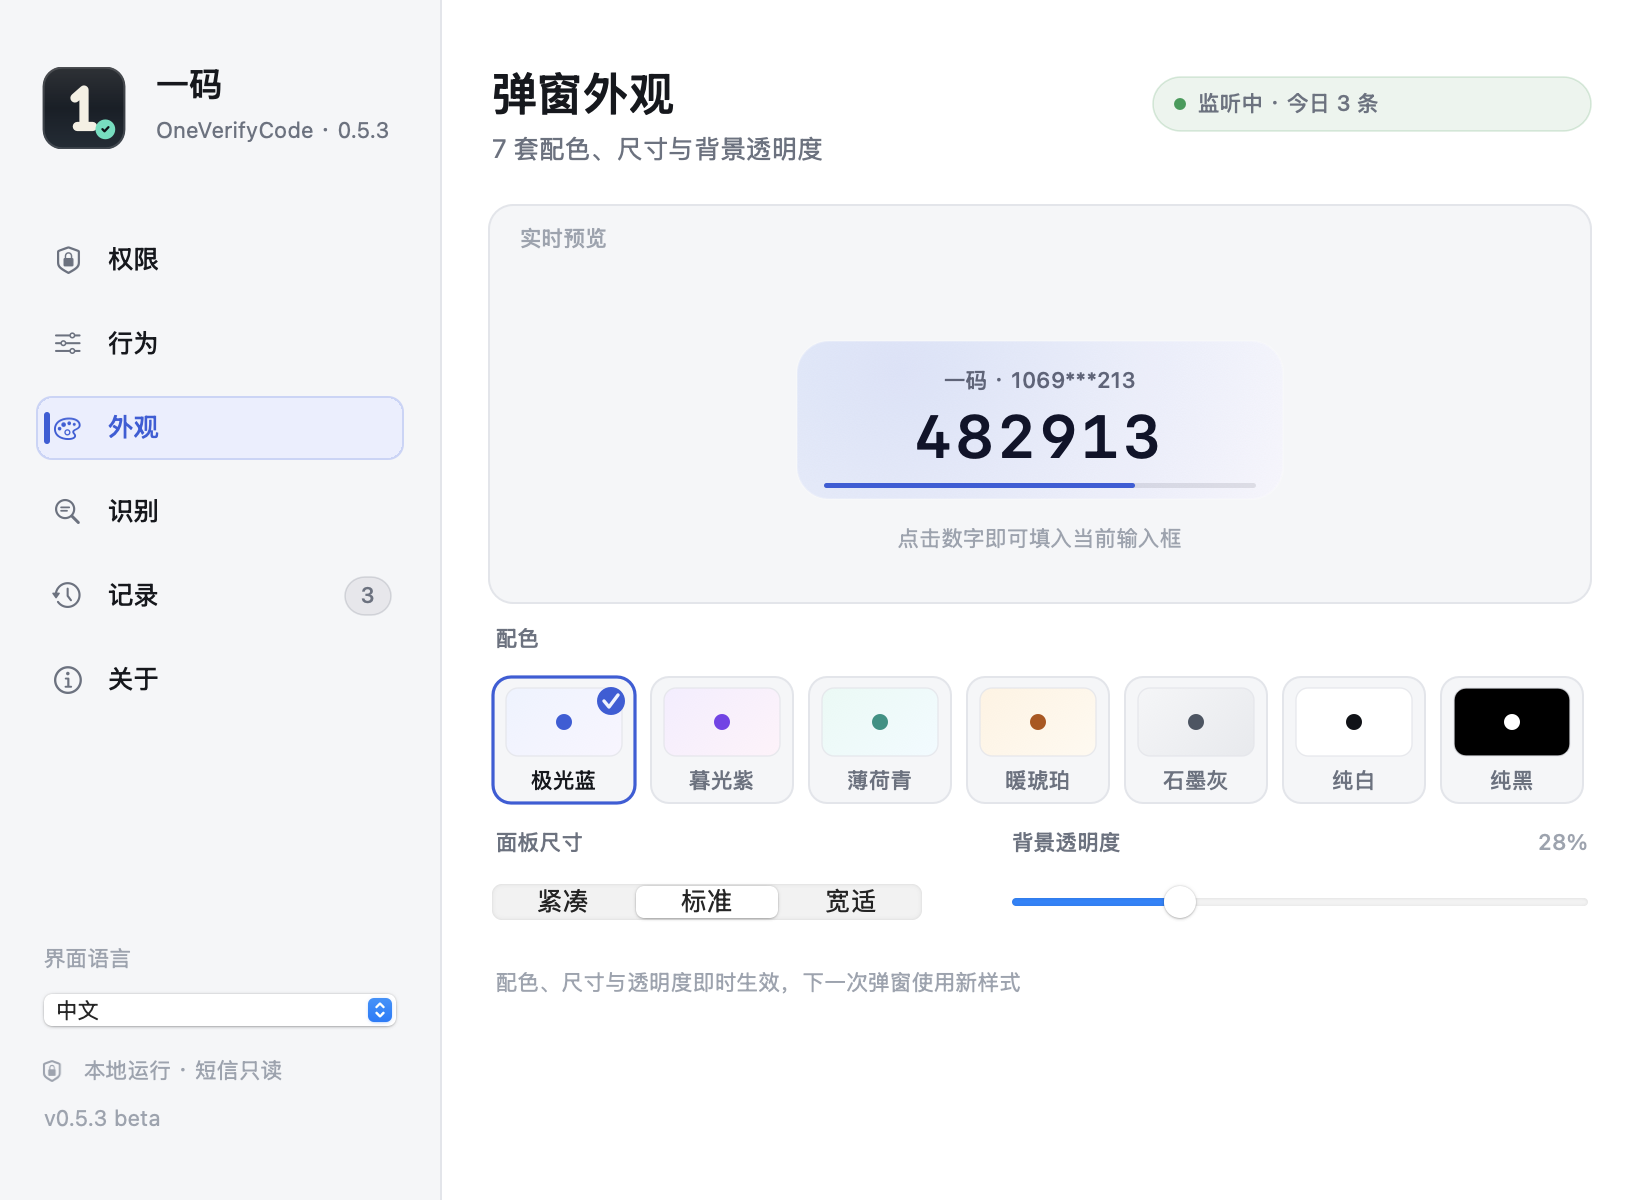 一码
OneVerifyCode · 0.5.3
权限
行为
外观
识别
记录 3
关于
界面语言
中文
本地运行 · 短信只读
v0.5.3 beta
弹窗外观
7 套配色、尺寸与背景透明度
监听中 · 今日 3 条
实时预览
一码 · 1069***213
482913
点击数字即可填入当前输入框
配色
极光蓝 暮光紫 薄荷青 暖琥珀 石墨灰 纯白 纯黑
面板尺寸
紧凑 标准 宽适
背景透明度 28%
配色、尺寸与透明度即时生效，下一次弹窗使用新样式